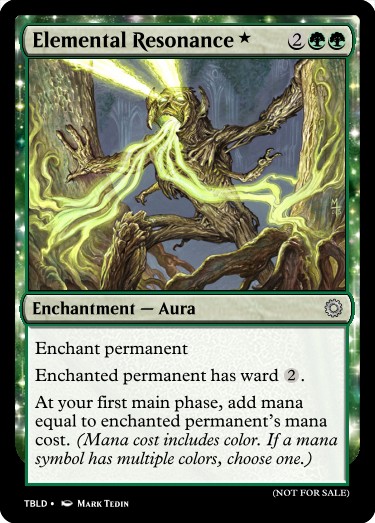 Elemental Resonance ★ 2
Enchantment — Aura
Enchant permanent
Enchanted permanent has ward 2.
At your first main phase, add mana
equal to enchanted permanent's mana
cost. (Mana cost includes color. If a mana
symbol has multiple colors, choose one.)
(NOT FOR SALE)
TBLD • Mark Tedin